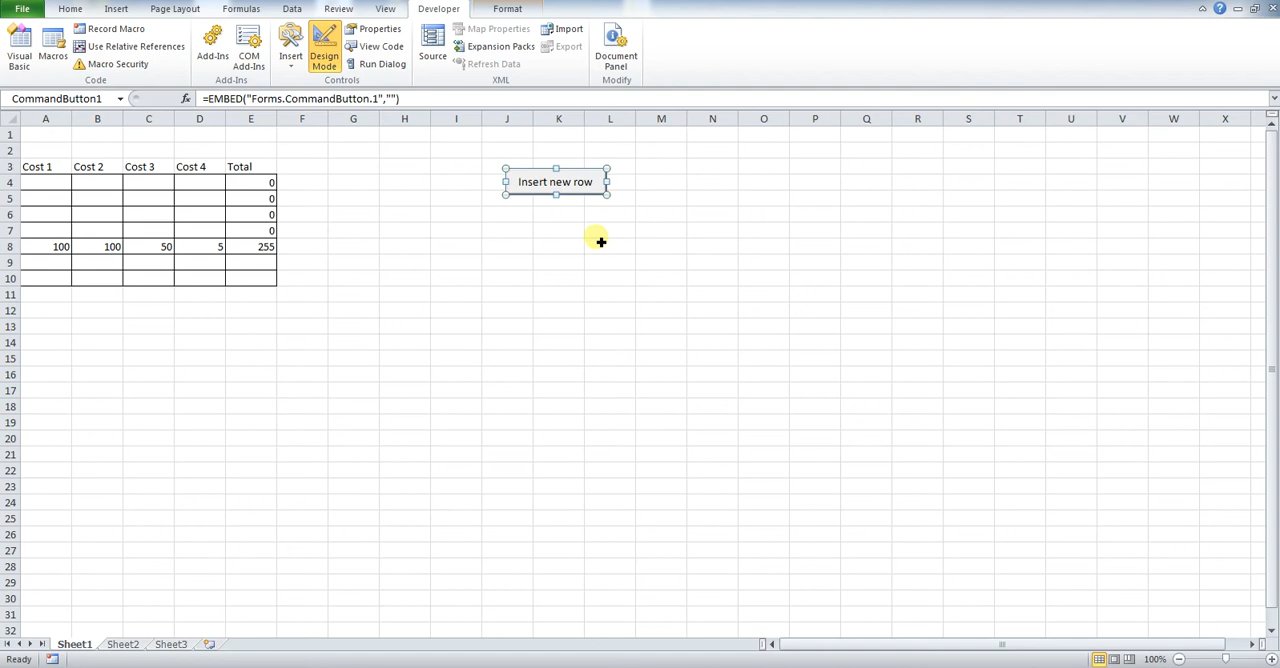 File Home Insert Page Layout Formulas Data Review View Developer Format
Visual Basic
Macros
Record Macro
Use Relative References
Macro Security
Code
Add-Ins
COM Add-Ins
Add-Ins
Insert
Design Mode
Properties
View Code
Run Dialog
Controls
Source
Map Properties
Expansion Packs
Refresh Data
Import
Export
XML
Document Panel
Modify
CommandButton1 fx =EMBED("Forms.CommandButton.1","")
A B C D E F G H I J K L M N O P Q R S T U V W X
1
2
3 Cost 1 Cost 2 Cost 3 Cost 4 Total
4 0 Insert new row
5 0
6 0
7 0
8 100 100 50 5 255
9
10
11
12
13
14
15
16
17
18
19
20
21
22
23
24
25
26
27
28
29
30
31
32
Sheet1 Sheet2 Sheet3
Ready 100%